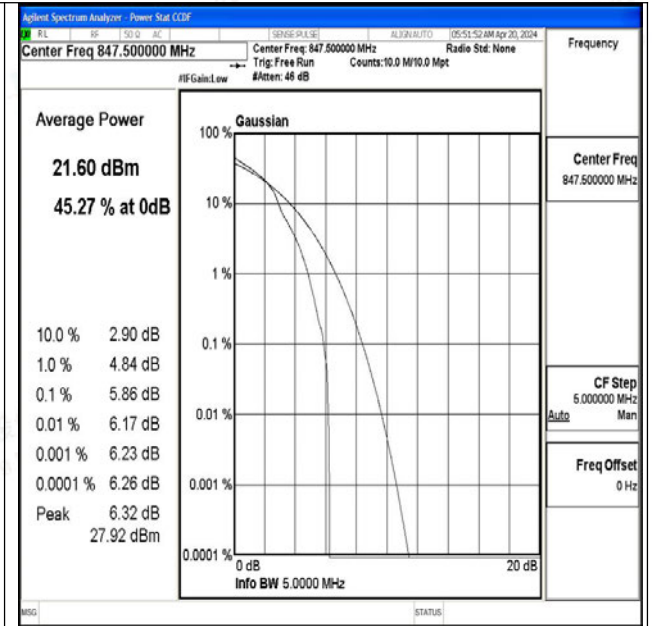 Agilent Spectrum Analyzer - Power Stat CCDF
RL RF 50 Ω AC SENSE:PULSE ALIGN AUTO 05:51:52 AM Apr 20, 2024
Center Freq 847.500000 MHz
Center Freq: 847.500000 MHz Radio Std: None
Trig: Free Run Counts:10.0 M/10.0 Mpt
#IFGain:Low #Atten: 46 dB
Frequency
Average Power
21.60 dBm
45.27 % at 0dB
10.0 % 2.90 dB
1.0 % 4.84 dB
0.1 % 5.86 dB
0.01 % 6.17 dB
0.001 % 6.23 dB
0.0001 % 6.26 dB
Peak 6.32 dB
27.92 dBm
Gaussian
100 %
10 %
1 %
0.1 %
0.01 %
0.001 %
0.0001 %
0 dB 20 dB
Info BW 5.0000 MHz
Center Freq
847.500000 MHz
CF Step
5.000000 MHz
Auto Man
Freq Offset
0 Hz
MSG STATUS